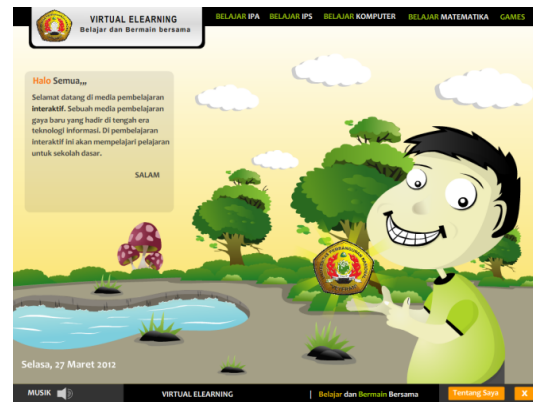 VIRTUAL ELEARNING
Belajar dan Bermain bersama
BELAJAR IPA BELAJAR IPS BELAJAR KOMPUTER BELAJAR MATEMATIKA GAMES
Halo Semua,,,
Selamat datang di media pembelajaran
interaktif. Sebuah media pembelajaran
gaya baru yang hadir di tengah era
teknologi informasi. Di pembelajaran
interaktif ini akan mempelajari pelajaran
untuk sekolah dasar.
SALAM
Selasa, 27 Maret 2012
MUSIK
VIRTUAL ELEARNING
| Belajar dan Bermain Bersama
Tentang Saya
X